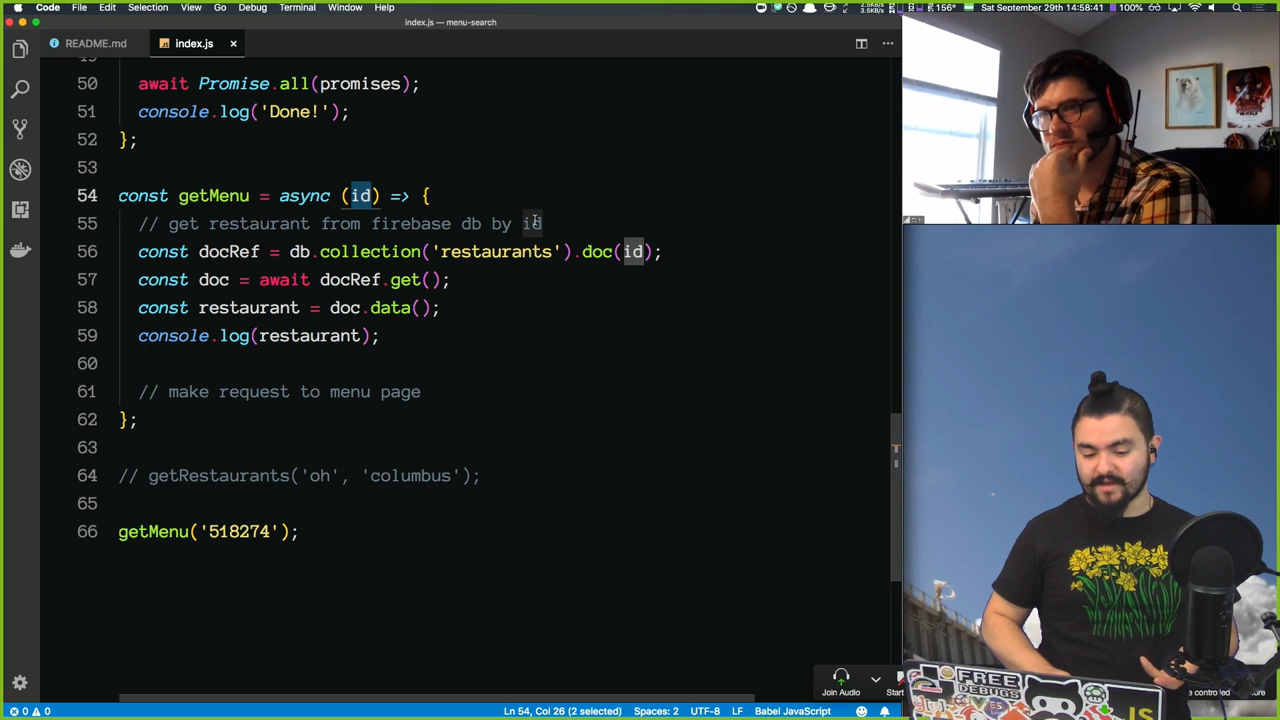 Code File Edit Selection View Go Debug Terminal Window Help
156° Sat September 29th 14:58:41 100%
index.js — menu-search
README.md
index.js
50 await Promise.all(promises);
51 console.log('Done!');
52 };
53
54 const getMenu = async (id) => {
55 // get restaurant from firebase db by id
56 const docRef = db.collection('restaurants').doc(id);
57 const doc = await docRef.get();
58 const restaurant = doc.data();
59 console.log(restaurant);
60
61 // make request to menu page
62 };
63
64 // getRestaurants('oh', 'columbus');
65
66 getMenu('518274');
Join Audio
FREE
DEBUGS
JS
0 0
Ln 54, Col 26 (2 selected) Spaces: 2 UTF-8 LF Babel JavaScript